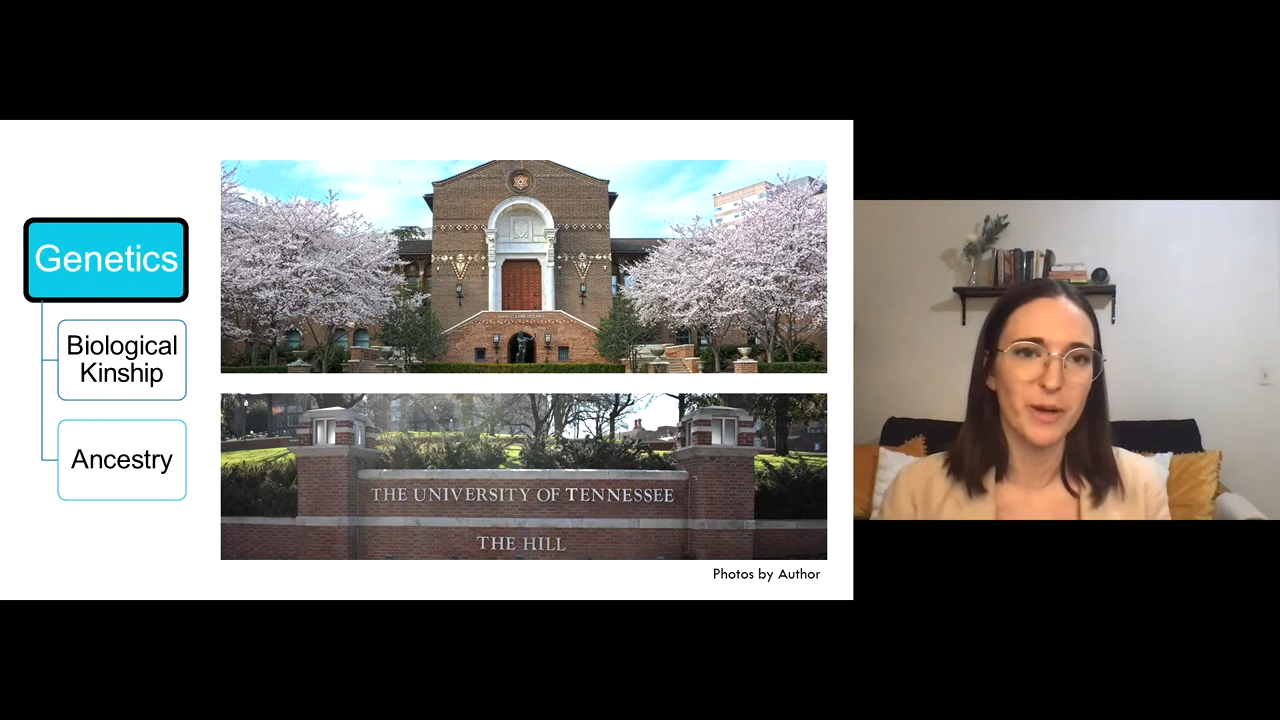 Genetics
Biological
Kinship
Ancestry
THE UNIVERSITY OF TENNESSEE
THE HILL
Photos by Author